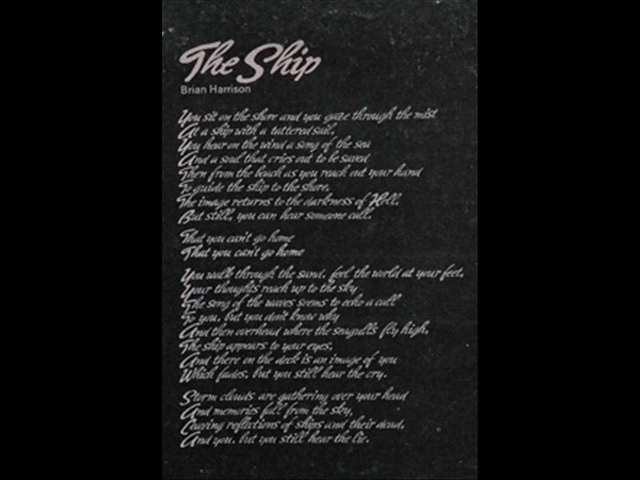 The Ship
Brian Harrison
You sit on the shore and you gaze through the mist
At a ship with a tattered sail,
You hear on the wind a song of the sea
And a soul that cries out to be saved
Then from the beach as you reach out your hand
To guide the ship to the shore,
The image returns to the darkness of Hell,
But still, you can hear someone call.
That you can't go home
That you can't go home
You walk through the sand, feel the world at your feet,
Your thoughts reach up to the sky
The song of the waves seems to echo a call
To you, but you don't know why
And then overhead where the seagulls fly high,
The ship appears to your eyes,
And there on the deck is an image of you
Which fades, but you still hear the cry.
Storm clouds are gathering over your head
And memories fall from the sky,
Leaving reflections of ships and their dead,
And you, but you still hear the lie.